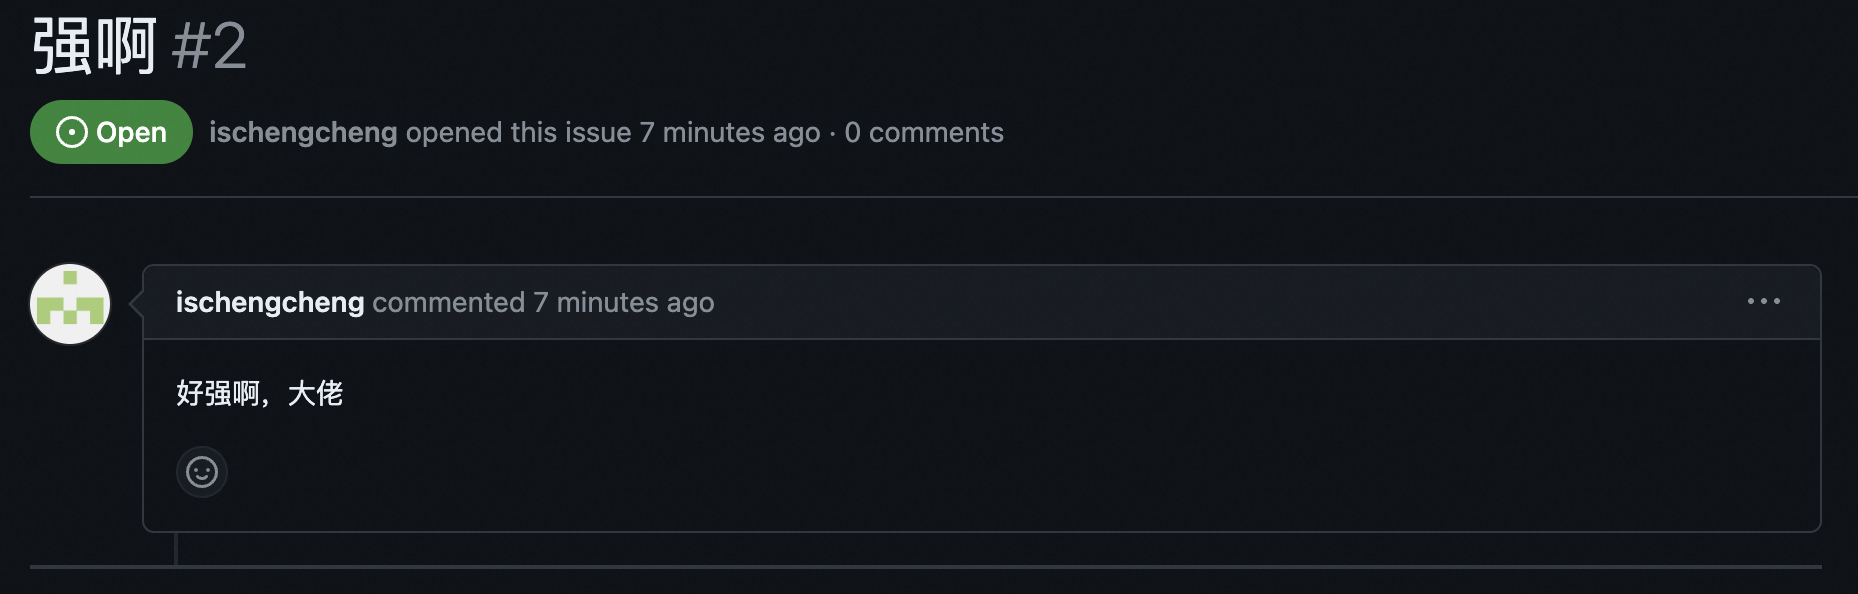 强啊 #2
Open ischengcheng opened this issue 7 minutes ago · 0 comments
ischengcheng commented 7 minutes ago
好强啊，大佬